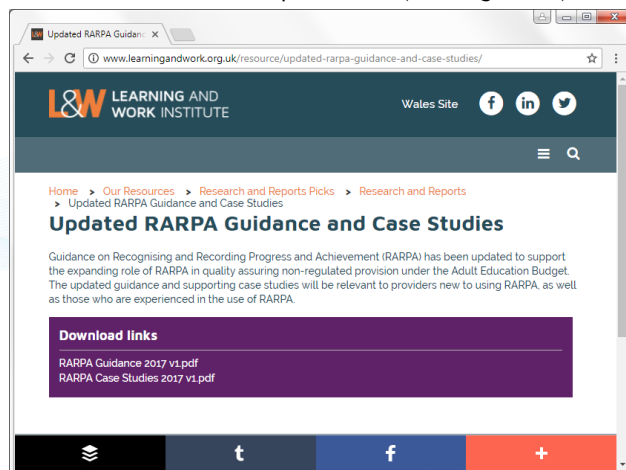 Updated RARPA Guidanc
www.learningandwork.org.uk/resource/updated-rarpa-guidance-and-case-studies/
L&W LEARNING AND
WORK INSTITUTE
Wales Site
Home > Our Resources > Research and Reports Picks > Research and Reports
> Updated RARPA Guidance and Case Studies
Updated RARPA Guidance and Case Studies
Guidance on Recognising and Recording Progress and Achievement (RARPA) has been updated to support
the expanding role of RARPA in quality assuring non-regulated provision under the Adult Education Budget.
The updated guidance and supporting case studies will be relevant to providers new to using RARPA, as well
as those who are experienced in the use of RARPA.
Download links
RARPA Guidance 2017 v1.pdf
RARPA Case Studies 2017 v1.pdf